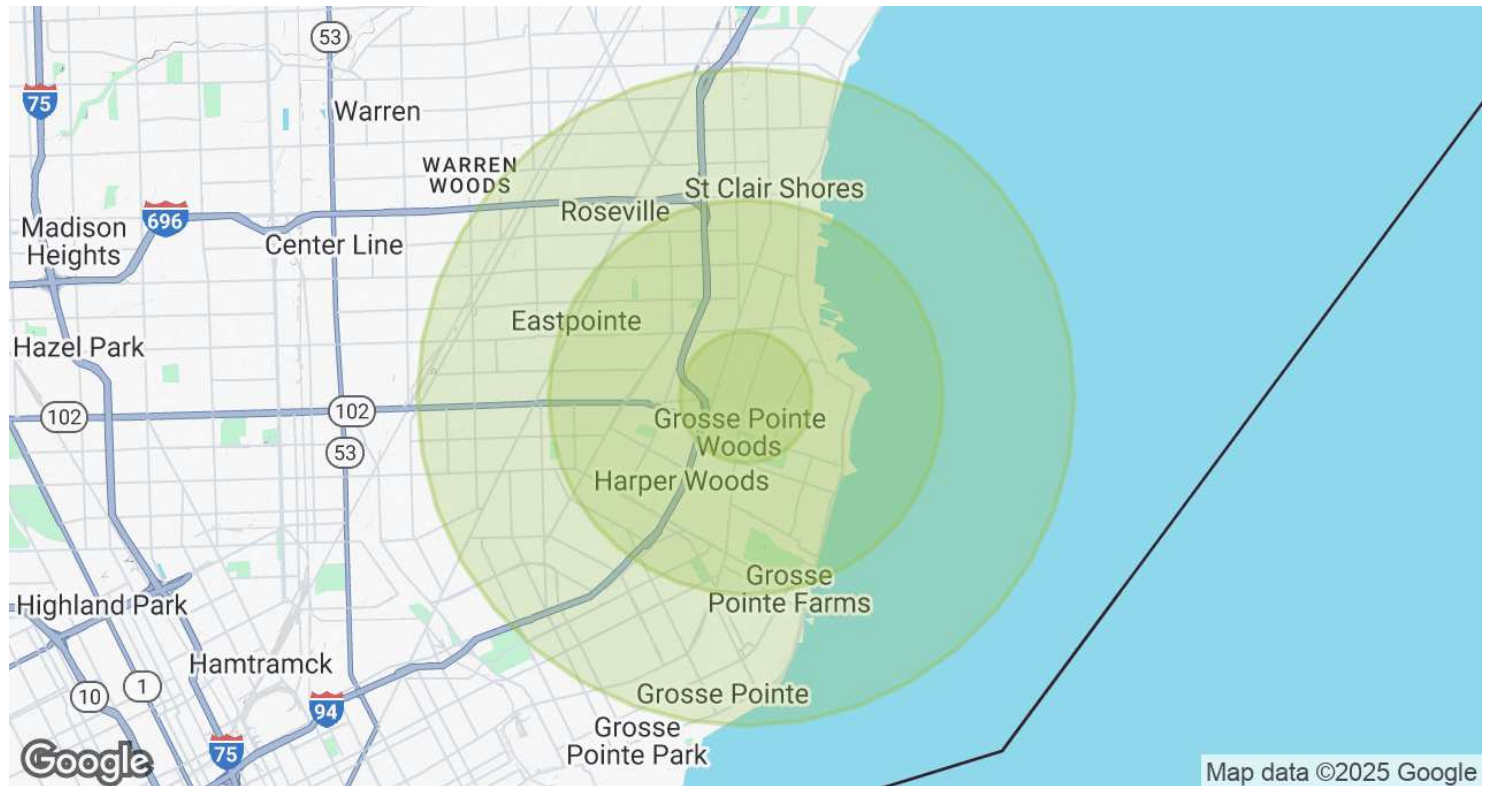 53
75
Warren
WARREN
WOODS
St Clair Shores
Roseville
696
Madison
Heights
Center Line
Eastpointe
Hazel Park
102
102
53
Grosse Pointe
Woods
Harper Woods
Grosse
Pointe Farms
Highland Park
Hamtramck
10
1
94
Grosse Pointe
Grosse
Pointe Park
75
Google
Map data ©2025 Google